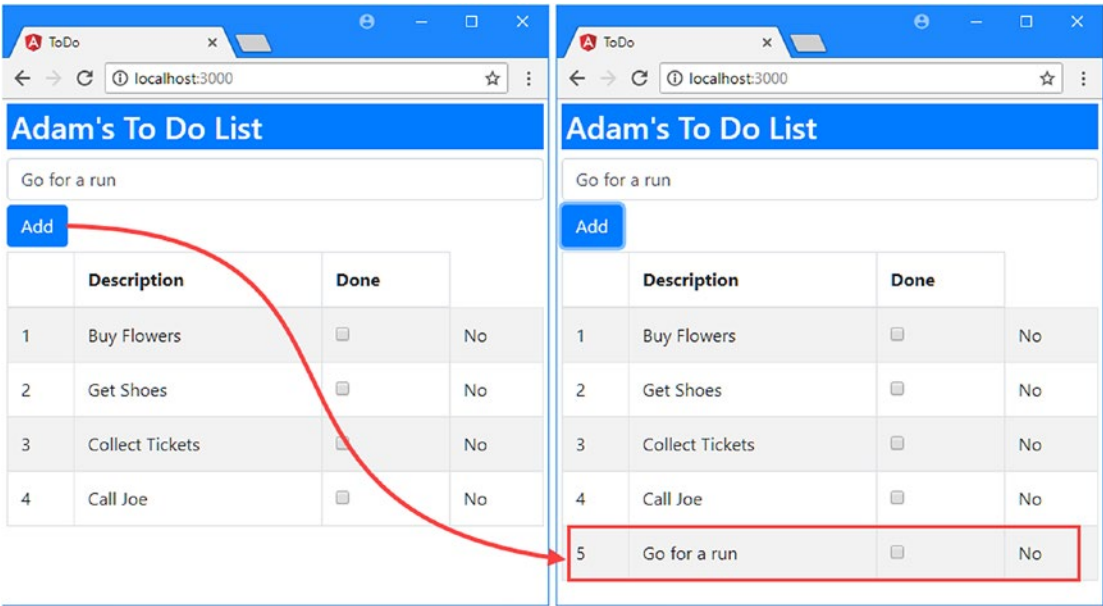 ToDo
localhost:3000
Adam's To Do List
Go for a run
Add
Description Done
1 Buy Flowers No
2 Get Shoes No
3 Collect Tickets No
4 Call Joe No
ToDo
localhost:3000
Adam's To Do List
Go for a run
Add
Description Done
1 Buy Flowers No
2 Get Shoes No
3 Collect Tickets No
4 Call Joe No
5 Go for a run No